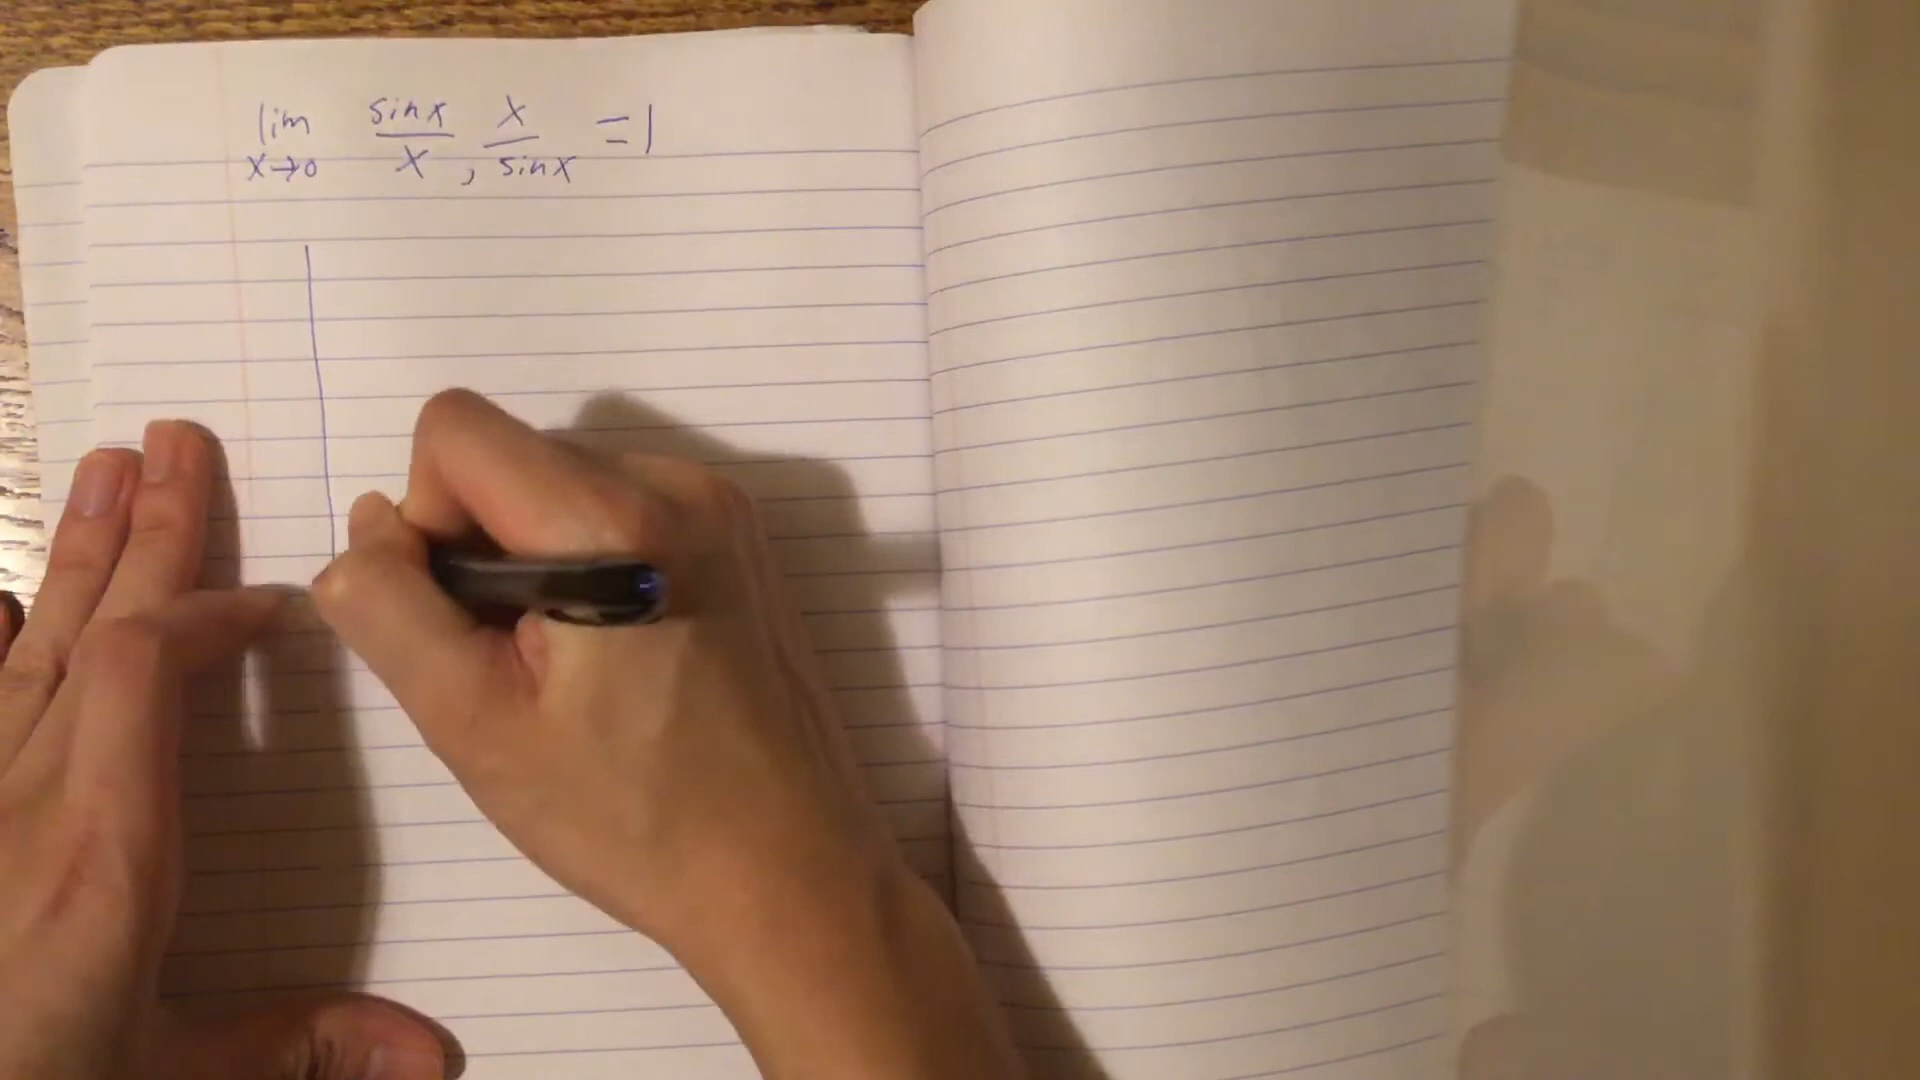 lim sinx/x , x/sinx = 1
x→0